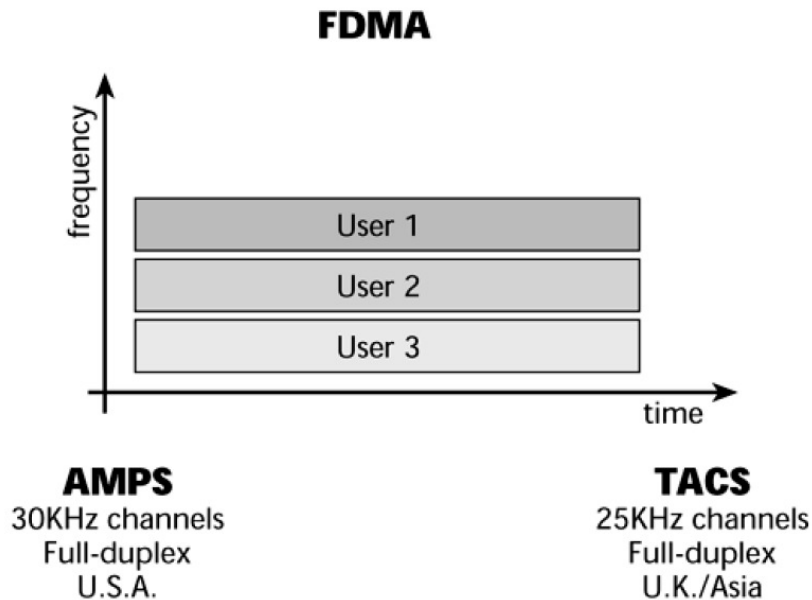 FDMA
frequency
User 1
User 2
User 3
time
AMPS
30KHz channels
Full-duplex
U.S.A.
TACS
25KHz channels
Full-duplex
U.K./Asia